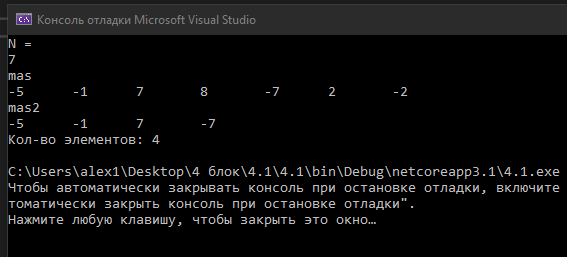 Консоль отладки Microsoft Visual Studio
N =
7
mas
-5 -1 7 8 -7 2 -2
mas2
-5 -1 7 -7
Кол-во элементов: 4
C:\Users\alex1\Desktop\4 блок\4.1\4.1\bin\Debug\netcoreapp3.1\4.1.exe
Чтобы автоматически закрывать консоль при остановке отладки, включите
томатически закрыть консоль при остановке отладки".
Нажмите любую клавишу, чтобы закрыть это окно…